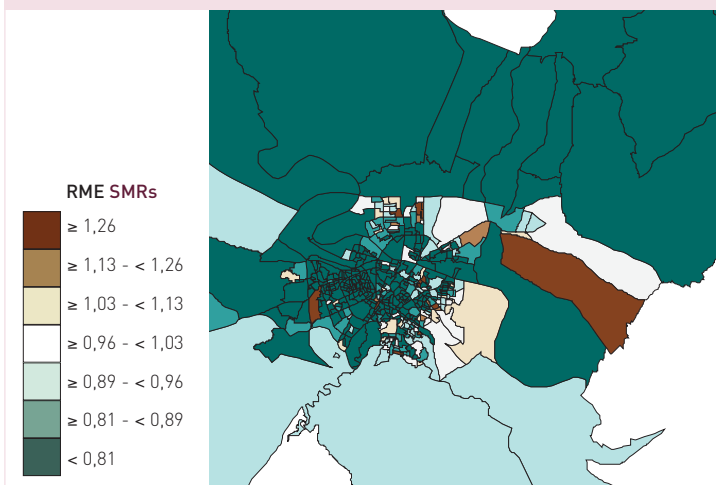 RME SMRs
≥ 1,26
≥ 1,13 - < 1,26
≥ 1,03 - < 1,13
≥ 0,96 - < 1,03
≥ 0,89 - < 0,96
≥ 0,81 - < 0,89
< 0,81